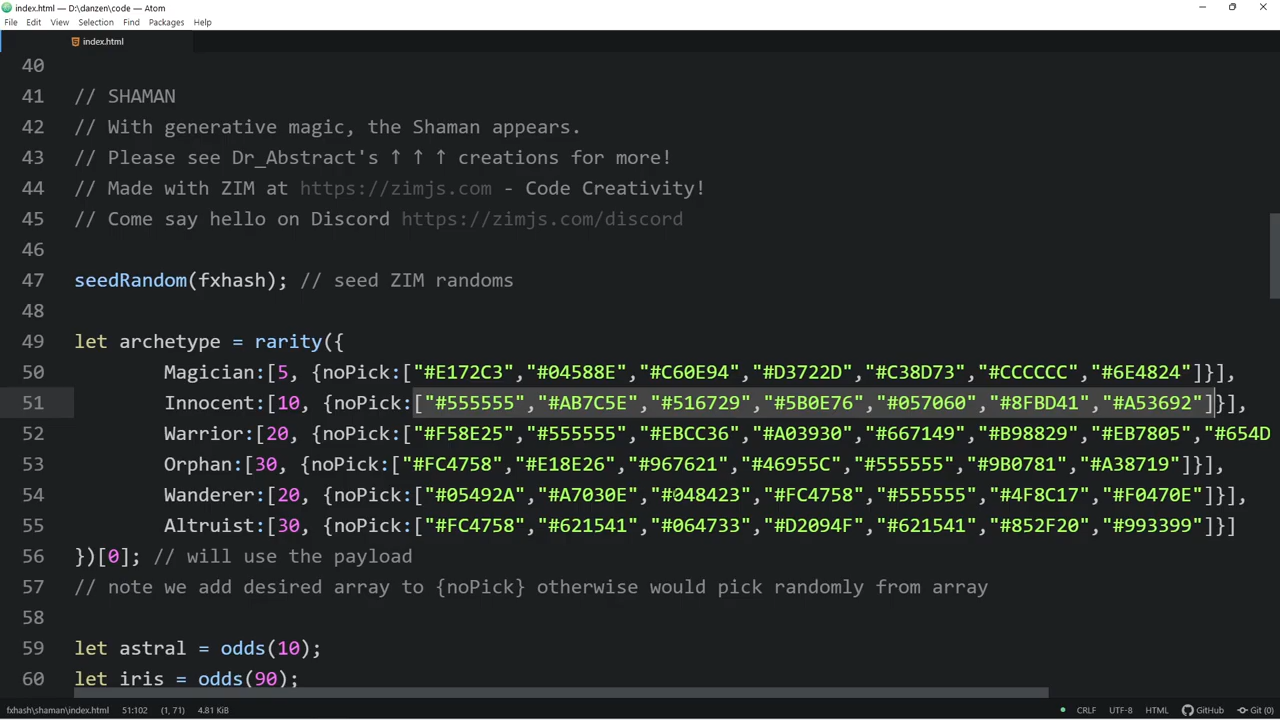 index.html — D:\danzen\code — Atom
File Edit View Selection Find Packages Help
index.html
40
41 // SHAMAN
42 // With generative magic, the Shaman appears.
43 // Please see Dr_Abstract's ↑ ↑ ↑ creations for more!
44 // Made with ZIM at https://zimjs.com - Code Creativity!
45 // Come say hello on Discord https://zimjs.com/discord
46
47 seedRandom(fxhash); // seed ZIM randoms
48
49 let archetype = rarity({
50 Magician:[5, {noPick:["#E172C3","#04588E","#C60E94","#D3722D","#C38D73","#CCCCCC","#6E4824"]}],
51 Innocent:[10, {noPick:["#555555","#AB7C5E","#516729","#5B0E76","#057060","#8FBD41","#A53692"]}],
52 Warrior:[20, {noPick:["#F58E25","#555555","#EBCC36","#A03930","#667149","#B98829","#EB7805","#654D
53 Orphan:[30, {noPick:["#FC4758","#E18E26","#967621","#46955C","#555555","#9B0781","#A38719"]}],
54 Wanderer:[20, {noPick:["#05492A","#A7030E","#048423","#FC4758","#555555","#4F8C17","#F0470E"]}],
55 Altruist:[30, {noPick:["#FC4758","#621541","#064733","#D2094F","#621541","#852F20","#993399"]}]
56 })[0]; // will use the payload
57 // note we add desired array to {noPick} otherwise would pick randomly from array
58
59 let astral = odds(10);
60 let iris = odds(90);
fxhash\shaman\index.html 51:102 (1, 71) 4.81 KiB CRLF UTF-8 HTML GitHub Git (0)